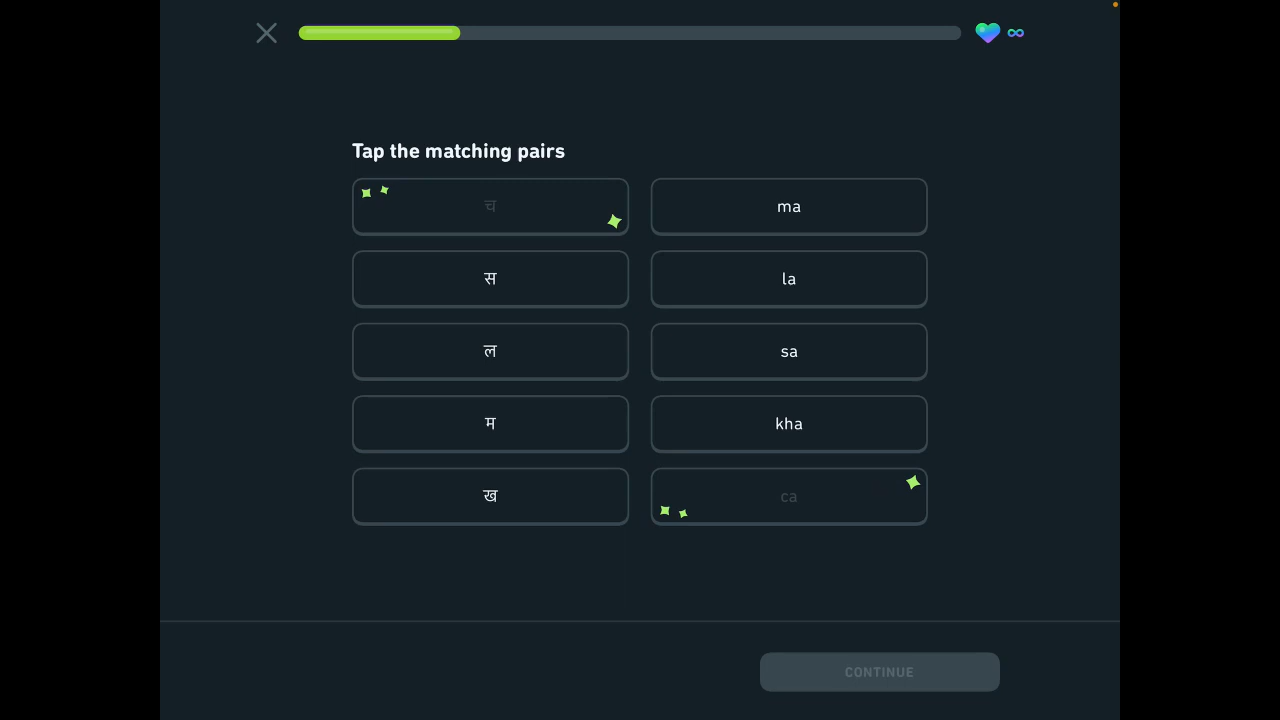 ∞
Tap the matching pairs
च ma
स la
ल sa
म kha
ख ca
CONTINUE